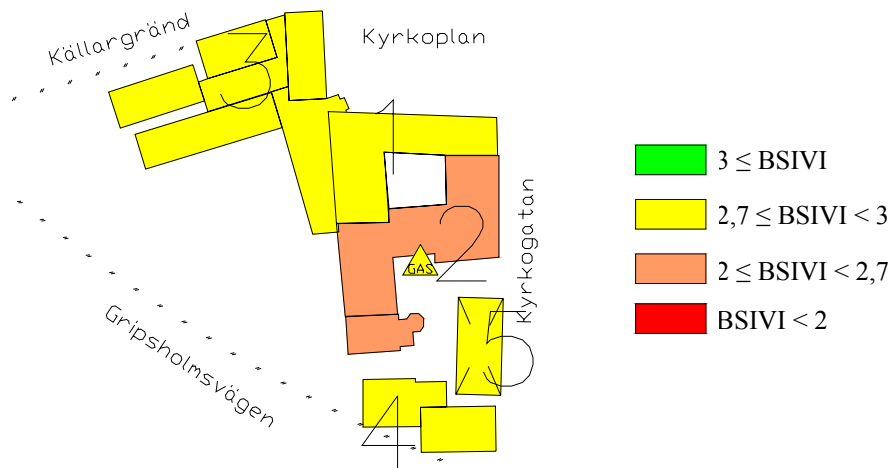 Källargränd
Kyrkoplan
3
1
2
GAS
Kyrkogatan
5
4
Gripsholmsvägen
3 ≤ BSIVI
2,7 ≤ BSIVI < 3
2 ≤ BSIVI < 2,7
BSIVI < 2